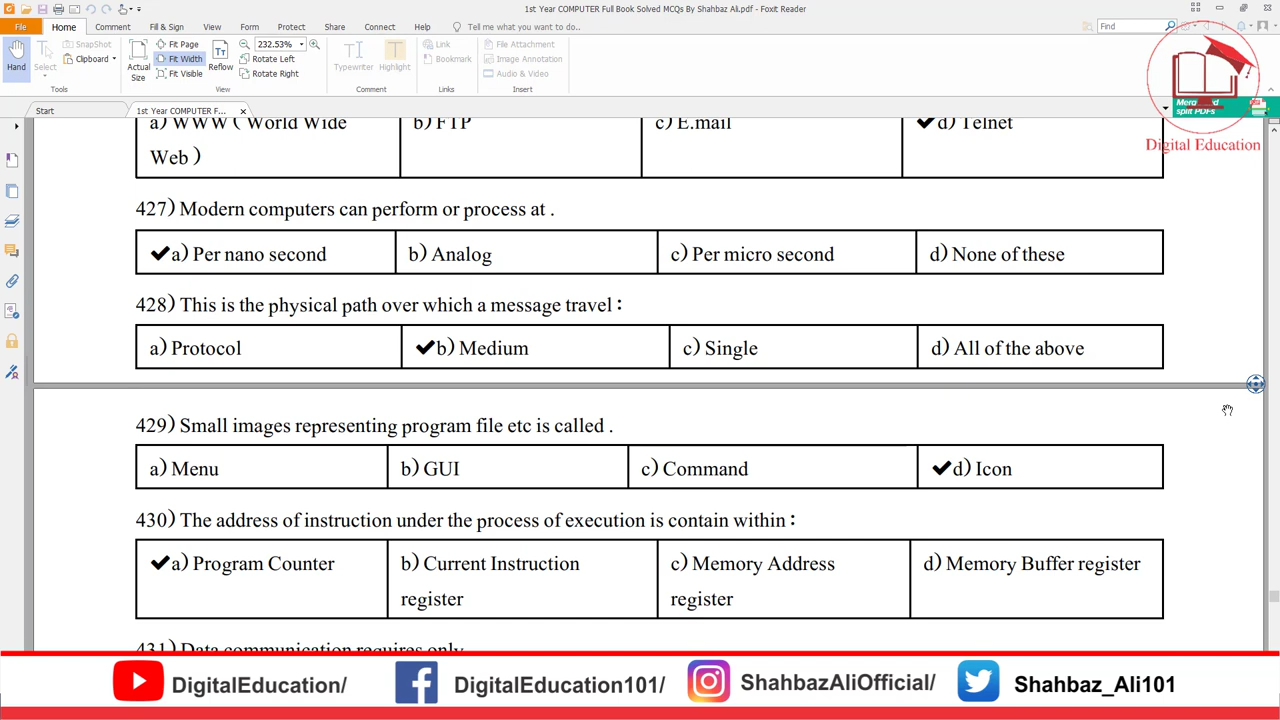 1st Year COMPUTER Full Book Solved MCQs By Shahbaz Ali.pdf - Foxit Reader
File Home Comment Fill & Sign View Form Protect Share Connect Help Tell me what you want to do.. Find
SnapShot Clipboard Fit Page Fit Width Fit Visible 232.53% Rotate Left Rotate Right Link Bookmark File Attachment Image Annotation Audio & Video
Hand Select Actual Size Reflow Typewriter Highlight
Tools View Comment Links Insert
Start 1st Year COMPUTER F...
split PDFs
Digital Education
a) WWW ( World Wide Web ) b) FTP c) E.mail ✔d) Telnet
427) Modern computers can perform or process at .
✔a) Per nano second b) Analog c) Per micro second d) None of these
428) This is the physical path over which a message travel :
a) Protocol ✔b) Medium c) Single d) All of the above
429) Small images representing program file etc is called .
a) Menu b) GUI c) Command ✔d) Icon
430) The address of instruction under the process of execution is contain within :
✔a) Program Counter b) Current Instruction register c) Memory Address register d) Memory Buffer register
431) Data communication requires only
DigitalEducation/ DigitalEducation101/ ShahbazAliOfficial/ Shahbaz_Ali101